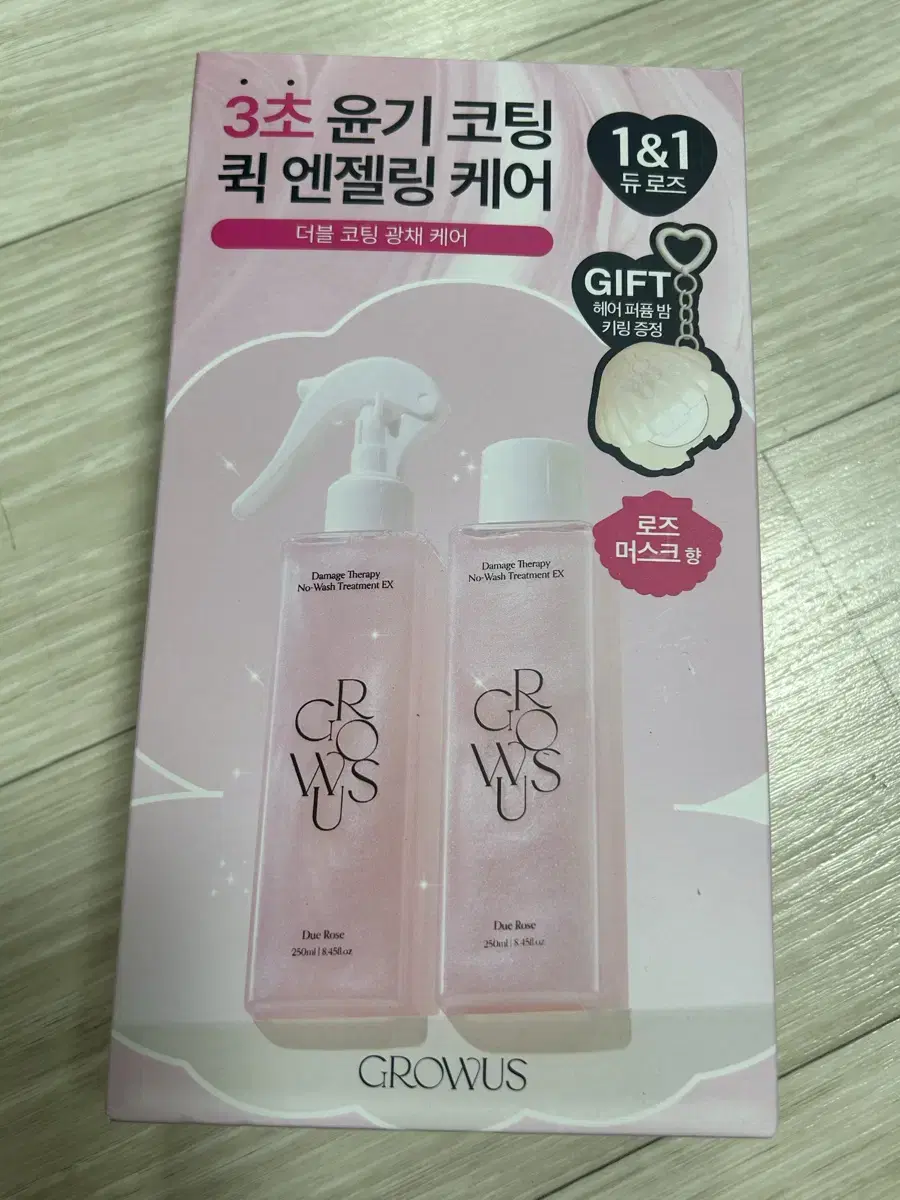 3초 윤기 코팅
퀵 엔젤링 케어
더블 코팅 광채 케어
1&1
듀 로즈
GIFT
헤어 퍼퓸 밤
키링 증정
로즈
머스크 향
Damage Therapy
No-Wash Treatment EX
GROWUS
Due Rose
250ml | 8.45fl.oz
Damage Therapy
No-Wash Treatment EX
GROWUS
Due Rose
250ml | 8.45fl.oz
GROWUS